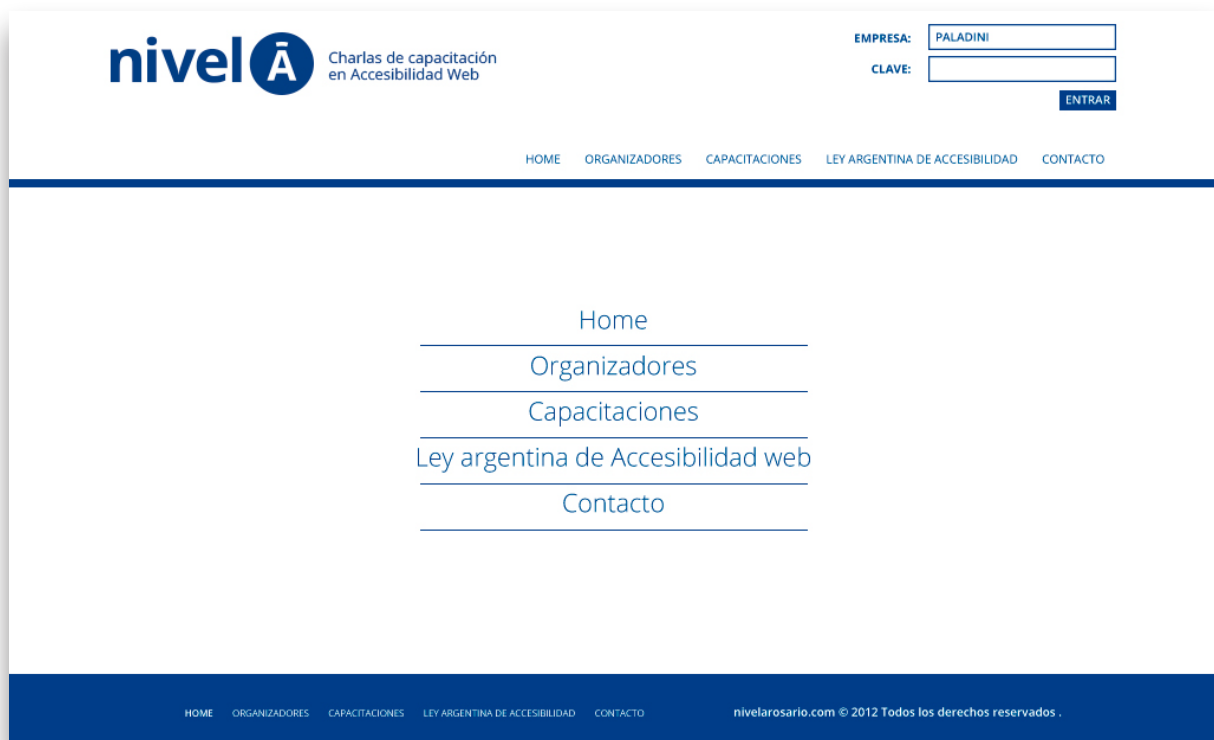 nivel Ā
Charlas de capacitación
en Accesibilidad Web
EMPRESA: PALADINI
CLAVE:
ENTRAR
HOME ORGANIZADORES CAPACITACIONES LEY ARGENTINA DE ACCESIBILIDAD CONTACTO
Home
Organizadores
Capacitaciones
Ley argentina de Accesibilidad web
Contacto
HOME ORGANIZADORES CAPACITACIONES LEY ARGENTINA DE ACCESIBILIDAD CONTACTO nivelarosario.com © 2012 Todos los derechos reservados .